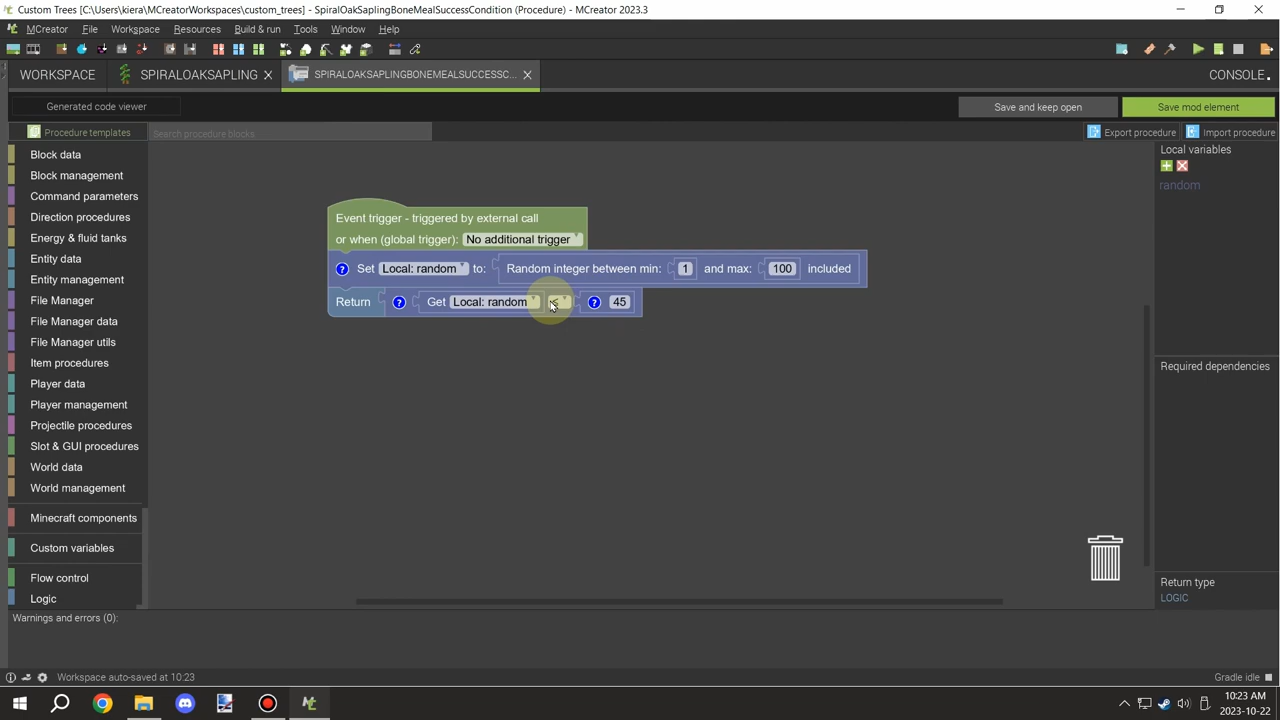 Custom Trees [C:\Users\kiera\MCreatorWorkspaces\custom_trees] - SpiralOakSaplingBoneMealSuccessCondition (Procedure) - MCreator 2023.3
MCreator File Workspace Resources Build & run Tools Window Help
WORKSPACE SPIRALOAKSAPLING SPIRALOAKSAPLINGBONEMEALSUCCESSC... CONSOLE
Generated code viewer Save and keep open Save mod element
Procedure templates Search procedure blocks Export procedure Import procedure
Local variables
random
Block data
Block management
Command parameters
Direction procedures
Energy & fluid tanks
Entity data
Entity management
File Manager
File Manager data
File Manager utils
Item procedures
Player data
Player management
Projectile procedures
Slot & GUI procedures
World data
World management
Minecraft components
Custom variables
Flow control
Logic
Event trigger - triggered by external call
or when (global trigger): No additional trigger
? Set Local: random to: Random integer between min: 1 and max: 100 included
Return ? Get Local: random ? 45
Required dependencies
Return type
LOGIC
Warnings and errors (0):
Workspace auto-saved at 10:23 Gradle idle
10:23 AM
2023-10-22